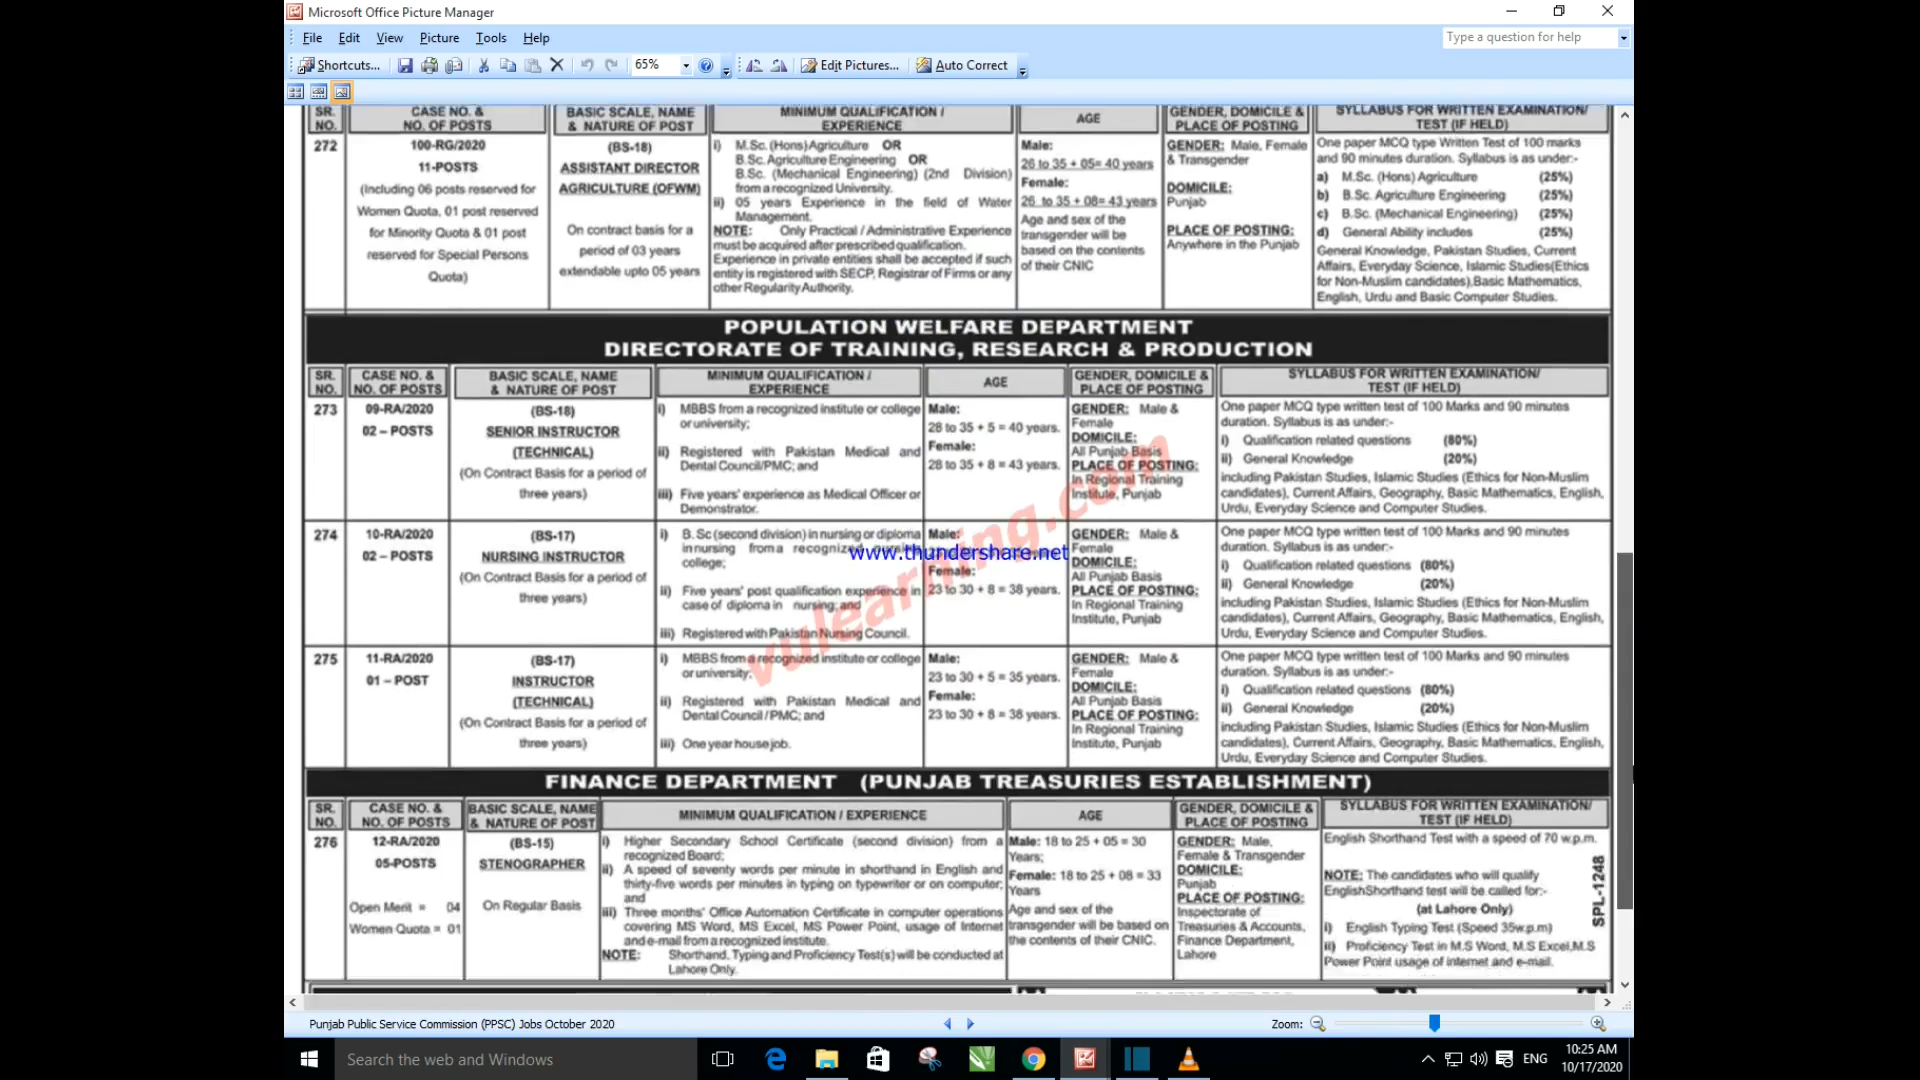 Microsoft Office Picture Manager
File Edit View Picture Tools Help
Type a question for help
Shortcuts... 65% Edit Pictures... Auto Correct
SR. NO.
CASE NO. & NO. OF POSTS
BASIC SCALE, NAME & NATURE OF POST
MINIMUM QUALIFICATION / EXPERIENCE
AGE
GENDER, DOMICILE & PLACE OF POSTING
SYLLABUS FOR WRITTEN EXAMINATION/ TEST (IF HELD)
272
100-RG/2020
11-POSTS
(Including 06 posts reserved for
Women Quota, 01 post reserved
for Minority Quota & 01 post
reserved for Special Persons
Quota)
(BS-18)
ASSISTANT DIRECTOR
AGRICULTURE (OFWM)
On contract basis for a
period of 03 years
extendable upto 05 years
i) M.Sc. (Hons) Agriculture OR
B.Sc. Agriculture Engineering OR
B.Sc. (Mechanical Engineering) (2nd Division)
from a recognized University.
ii) 05 years Experience in the field of Water
Management.
NOTE: Only Practical / Administrative Experience
must be acquired after prescribed qualification.
Experience in private entities shall be accepted if such
entity is registered with SECP, Registrar of Firms or any
other Regularity Authority.
Male:
26 to 35 + 05= 40 years
Female:
26 to 35 + 08= 43 years
Age and sex of the
transgender will be
based on the contents
of their CNIC
GENDER: Male, Female
& Transgender
DOMICILE:
Punjab
PLACE OF POSTING:
Anywhere in the Punjab
One paper MCQ type Written Test of 100 marks
and 90 minutes duration. Syllabus is as under:-
a) M.Sc. (Hons) Agriculture (25%)
b) B.Sc. Agriculture Engineering (25%)
c) B.Sc. (Mechanical Engineering) (25%)
d) General Ability includes (25%)
General Knowledge, Pakistan Studies, Current
Affairs, Everyday Science, Islamic Studies(Ethics
for Non-Muslim candidates),Basic Mathematics,
English, Urdu and Basic Computer Studies.
POPULATION WELFARE DEPARTMENT
DIRECTORATE OF TRAINING, RESEARCH & PRODUCTION
SR. NO.
CASE NO. & NO. OF POSTS
BASIC SCALE, NAME & NATURE OF POST
MINIMUM QUALIFICATION / EXPERIENCE
AGE
GENDER, DOMICILE & PLACE OF POSTING
SYLLABUS FOR WRITTEN EXAMINATION/ TEST (IF HELD)
273
09-RA/2020
02 – POSTS
(BS-18)
SENIOR INSTRUCTOR
(TECHNICAL)
(On Contract Basis for a period of
three years)
i) MBBS from a recognized institute or college
or university;
ii) Registered with Pakistan Medical and
Dental Council/PMC; and
iii) Five years' experience as Medical Officer or
Demonstrator.
Male:
28 to 35 + 5 = 40 years.
Female:
28 to 35 + 8 = 43 years.
GENDER: Male &
Female
DOMICILE:
All Punjab Basis
PLACE OF POSTING:
In Regional Training
Institute, Punjab
One paper MCQ type written test of 100 Marks and 90 minutes
duration. Syllabus is as under:-
i) Qualification related questions (80%)
ii) General Knowledge (20%)
including Pakistan Studies, Islamic Studies (Ethics for Non-Muslim
candidates), Current Affairs, Geography, Basic Mathematics, English,
Urdu, Everyday Science and Computer Studies.
274
10-RA/2020
02 – POSTS
(BS-17)
NURSING INSTRUCTOR
(On Contract Basis for a period of
three years)
i) B. Sc (second division) in nursing or diploma
in nursing from a recognized
college;
ii) Five years' post qualification experience in
case of diploma in nursing; and
iii) Registered with Pakistan Nursing Council.
Male:
Female:
23 to 30 + 8 = 38 years.
GENDER: Male &
Female
DOMICILE:
All Punjab Basis
PLACE OF POSTING:
In Regional Training
Institute, Punjab
One paper MCQ type written test of 100 Marks and 90 minutes
duration. Syllabus is as under:-
i) Qualification related questions (80%)
ii) General Knowledge (20%)
including Pakistan Studies, Islamic Studies (Ethics for Non-Muslim
candidates), Current Affairs, Geography, Basic Mathematics, English,
Urdu, Everyday Science and Computer Studies.
www.thundershare.net
vulearning.com
275
11-RA/2020
01 – POST
(BS-17)
INSTRUCTOR
(TECHNICAL)
(On Contract Basis for a period of
three years)
i) MBBS from a recognized institute or college
or university;
ii) Registered with Pakistan Medical and
Dental Council / PMC; and
iii) One year house job.
Male:
23 to 30 + 5 = 35 years.
Female:
23 to 30 + 8 = 38 years.
GENDER: Male &
Female
DOMICILE:
All Punjab Basis
PLACE OF POSTING:
In Regional Training
Institute, Punjab
One paper MCQ type written test of 100 Marks and 90 minutes
duration. Syllabus is as under:-
i) Qualification related questions (80%)
ii) General Knowledge (20%)
including Pakistan Studies, Islamic Studies (Ethics for Non-Muslim
candidates), Current Affairs, Geography, Basic Mathematics, English,
Urdu, Everyday Science and Computer Studies.
FINANCE DEPARTMENT (PUNJAB TREASURIES ESTABLISHMENT)
SR. NO.
CASE NO. & NO. OF POSTS
BASIC SCALE, NAME & NATURE OF POST
MINIMUM QUALIFICATION / EXPERIENCE
AGE
GENDER, DOMICILE & PLACE OF POSTING
SYLLABUS FOR WRITTEN EXAMINATION/ TEST (IF HELD)
276
12-RA/2020
05-POSTS
Open Merit = 04
Women Quota = 01
(BS-15)
STENOGRAPHER
On Regular Basis
i) Higher Secondary School Certificate (second division) from a
recognized Board;
ii) A speed of seventy words per minute in shorthand in English and
thirty-five words per minutes in typing on typewriter or on computer;
and
iii) Three months' Office Automation Certificate in computer operations
covering MS Word, MS Excel, MS Power Point, usage of Internet
and e-mail from a recognized institute.
NOTE: Shorthand, Typing and Proficiency Test(s) will be conducted at
Lahore Only.
Male: 18 to 25 + 05 = 30
Years;
Female: 18 to 25 + 08 = 33
Years
Age and sex of the
transgender will be based on
the contents of their CNIC.
GENDER: Male,
Female & Transgender
DOMICILE:
Punjab
PLACE OF POSTING:
Inspectorate of
Treasuries & Accounts,
Finance Department,
Lahore
English Shorthand Test with a speed of 70 w.p.m.
NOTE: The candidates who will qualify
EnglishShorthand test will be called for:-
(at Lahore Only)
i) English Typing Test (Speed 35w.p.m)
ii) Proficiency Test in M.S Word, M.S Excel,M.S
Power Point usage of internet and e-mail.
SPL-1248
Punjab Public Service Commission (PPSC) Jobs October 2020
Zoom:
Search the web and Windows
ENG
10:25 AM
10/17/2020